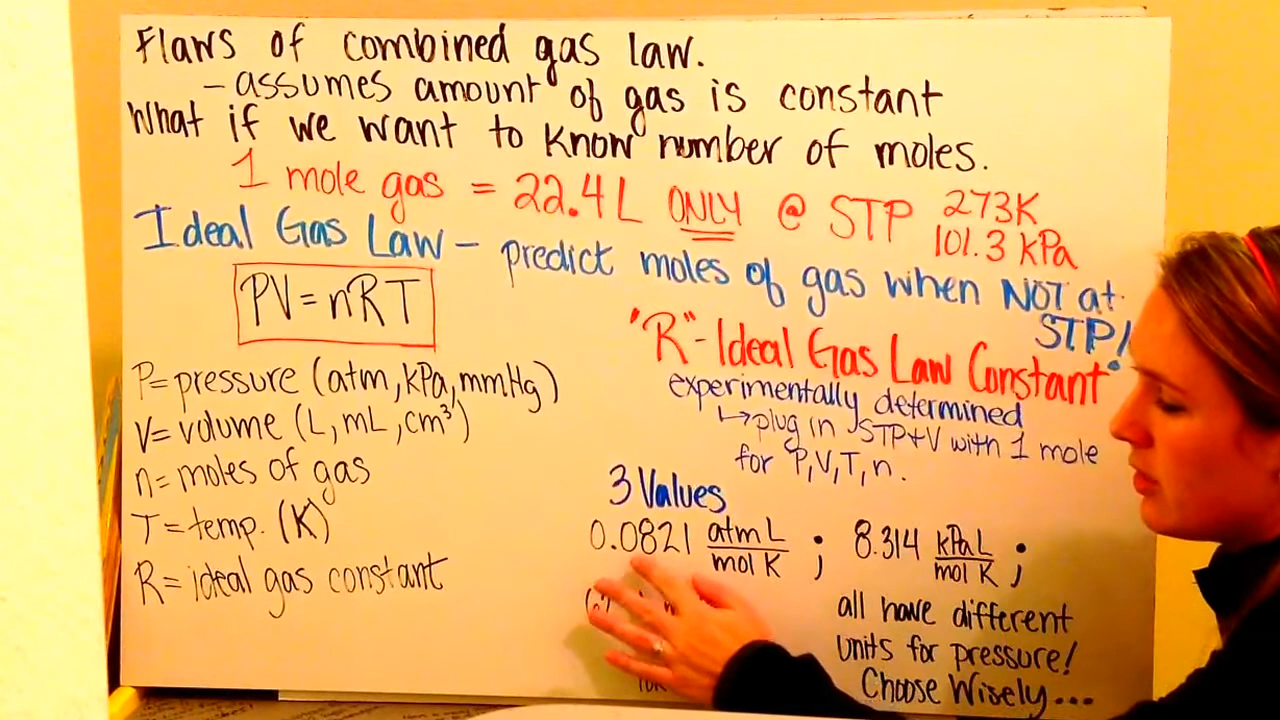 Flaws of combined gas law.
- assumes amount of gas is constant
What if we want to know number of moles.
1 mole gas = 22.4 L ONLY @ STP 273K
101.3 kPa
Ideal Gas Law - predict moles of gas when NOT at
STP!
PV = nRT
P = pressure (atm, kPa, mmHg)
V = volume (L, mL, cm³)
n = moles of gas
T = temp. (K)
R = ideal gas constant
"R" - Ideal Gas Law Constant
experimentally determined
↳ plug in STP+V with 1 mole
for P, V, T, n.
3 Values
0.0821 atm L / mol K ; 8.314 kPa L / mol K ;
all have different
units for pressure!
Choose Wisely...